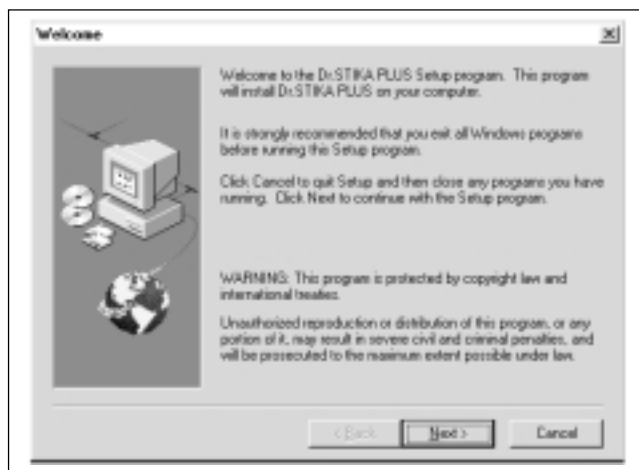 Welcome
Welcome to the Dr.STIKA PLUS Setup program. This program
will install Dr.STIKA PLUS on your computer.
It is strongly recommended that you exit all Windows programs
before running this Setup program.
Click Cancel to quit Setup and then close any programs you have
running. Click Next to continue with the Setup program.
WARNING: This program is protected by copyright law and
international treaties.
Unauthorized reproduction or distribution of this program, or any
portion of it, may result in severe civil and criminal penalties, and
will be prosecuted to the maximum extent possible under law.
< Back
Next >
Cancel